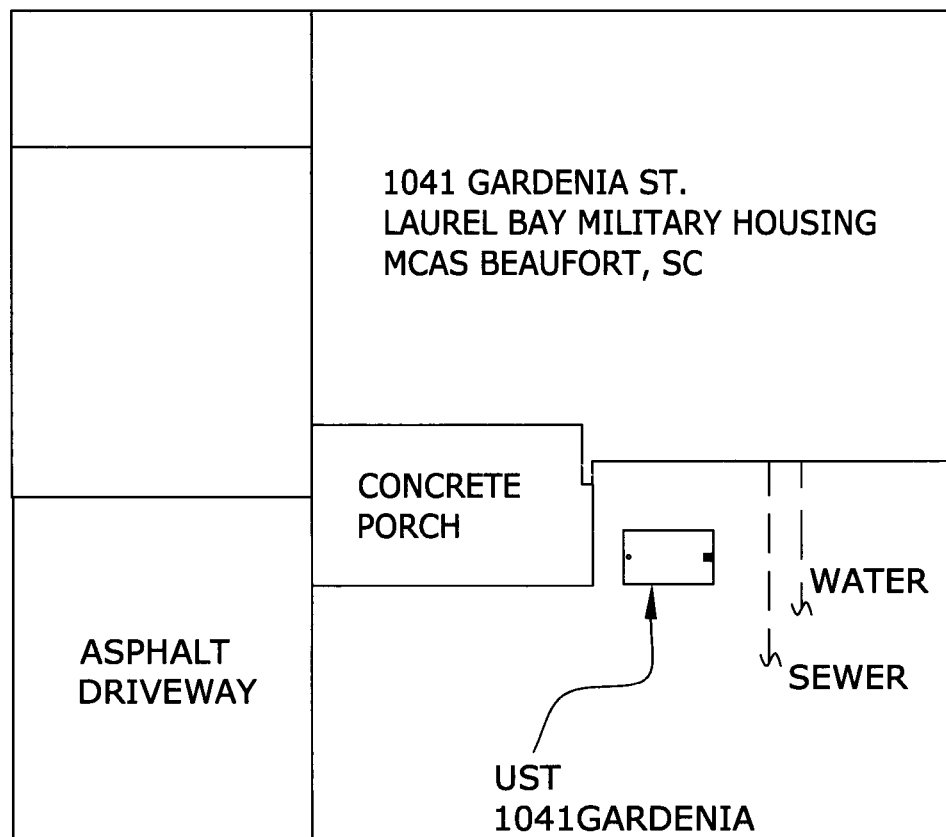 1041 GARDENIA ST.
LAUREL BAY MILITARY HOUSING
MCAS BEAUFORT, SC
CONCRETE
PORCH
WATER
ASPHALT
DRIVEWAY
SEWER
UST
1041GARDENIA